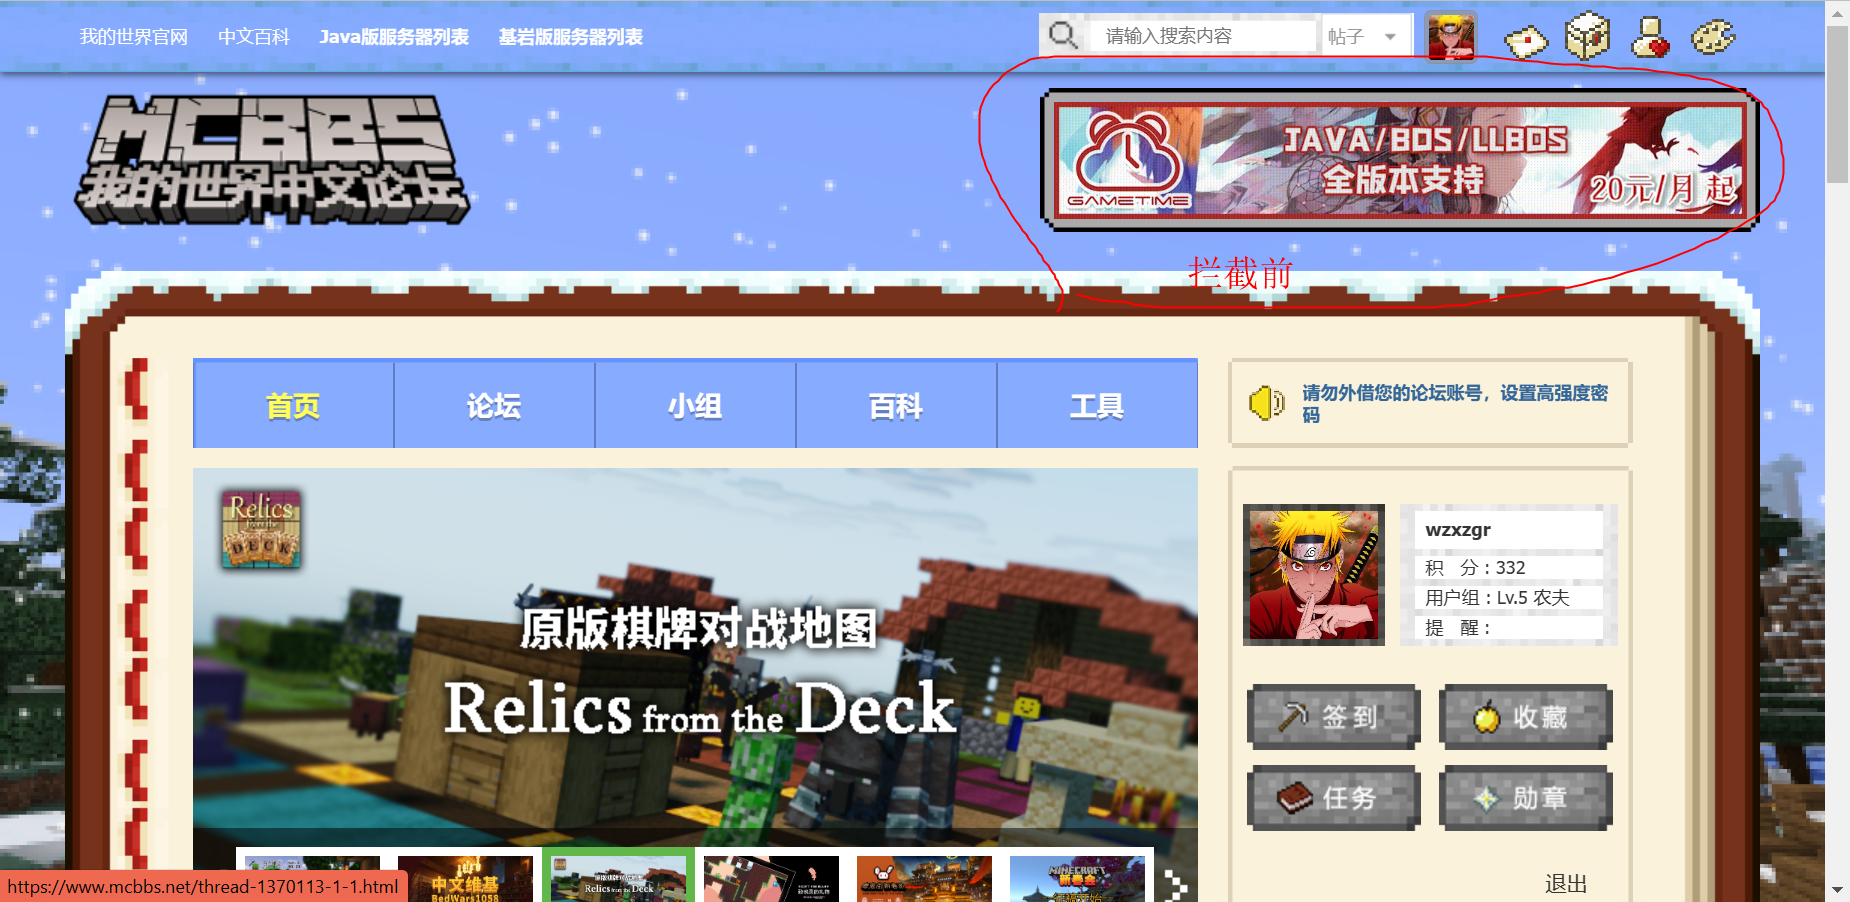 我的世界官网 中文百科 Java版服务器列表 基岩版服务器列表
请输入搜索内容 帖子
MCBBS
我的世界中文论坛
JAVA/BDS/LLBDS
全版本支持
GAMETIME
20元/月 起
拦截前
首页 论坛 小组 百科 工具
请勿外借您的论坛账号，设置高强度密
码
Relics
from the
DECK
原版棋牌对战地图
Relics from the Deck
wzxzgr
积 分：332
用户组：Lv.5 农夫
提 醒：
签到 收藏
任务 勋章
中文维基
BedWars1058
Relics from the Deck
MINECRAFT
退出
https://www.mcbbs.net/thread-1370113-1-1.html